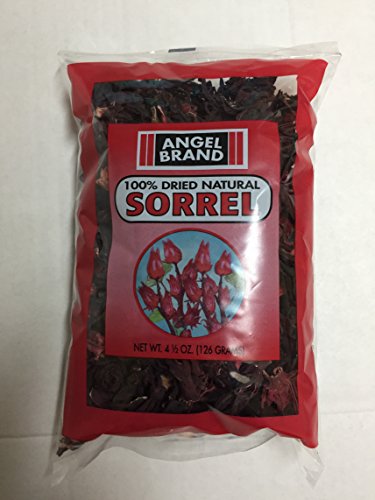 ANGEL
BRAND
100% DRIED NATURAL
SORREL
NET WT. 4 ½ OZ. (126 GRAMS)